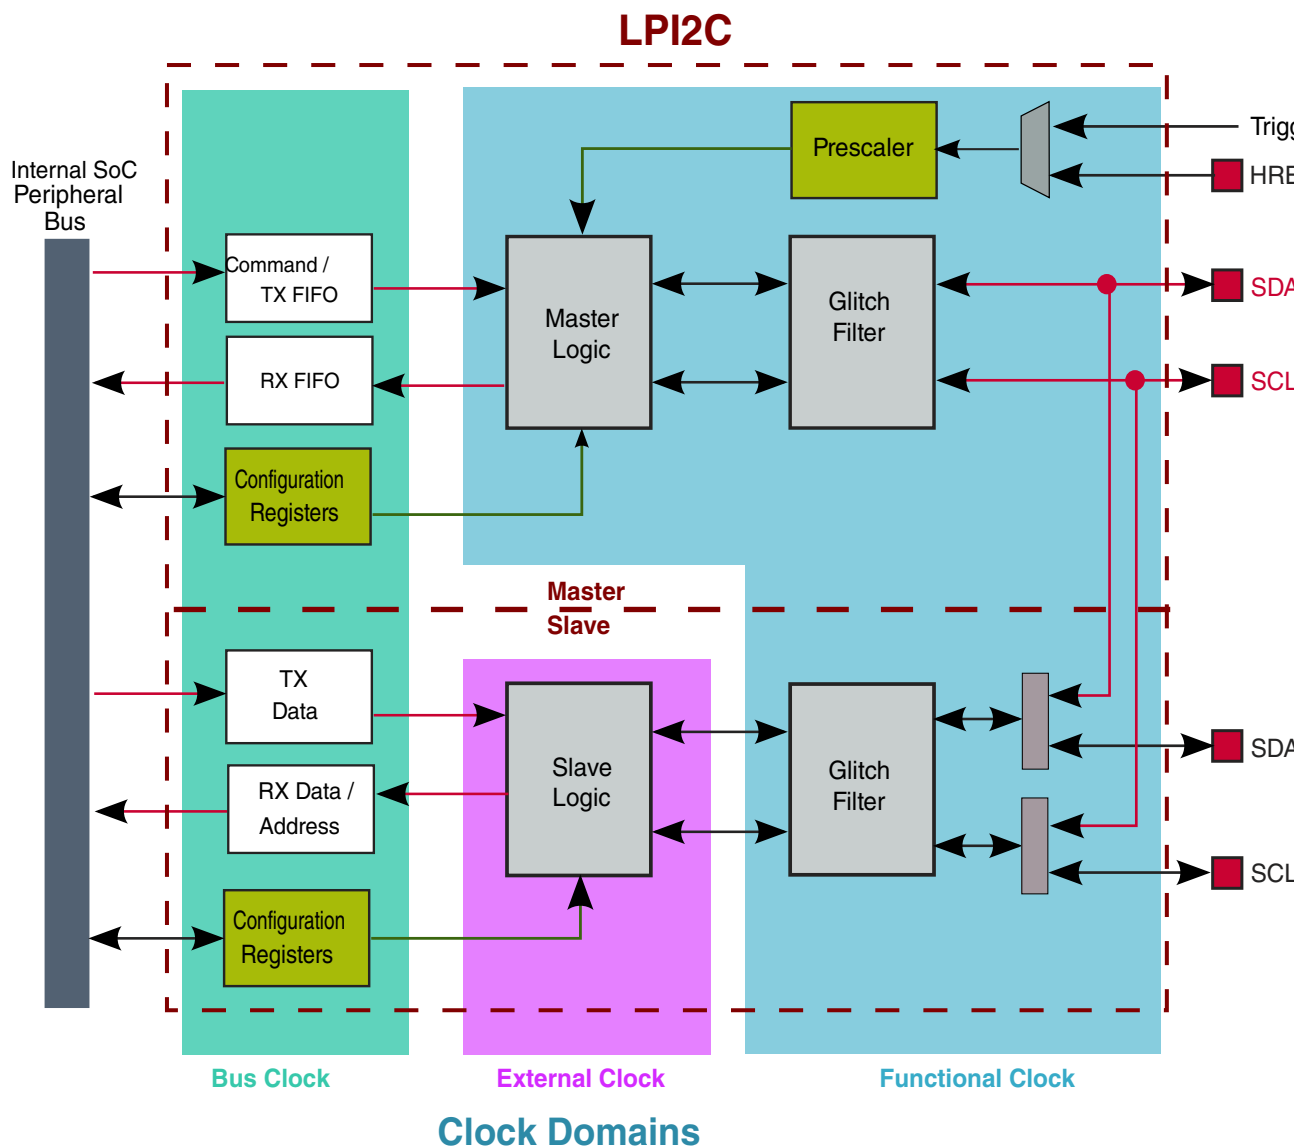 LPI2C
Internal SoC
Peripheral
Bus
Prescaler
Trigg
HRE
Command /
TX FIFO
Master
Logic
Glitch
Filter
SDA
RX FIFO
SCL
Configuration
Registers
Master
Slave
TX
Data
Slave
Logic
Glitch
Filter
SDA
RX Data /
Address
SCL
Configuration
Registers
Bus Clock
External Clock
Functional Clock
Clock Domains